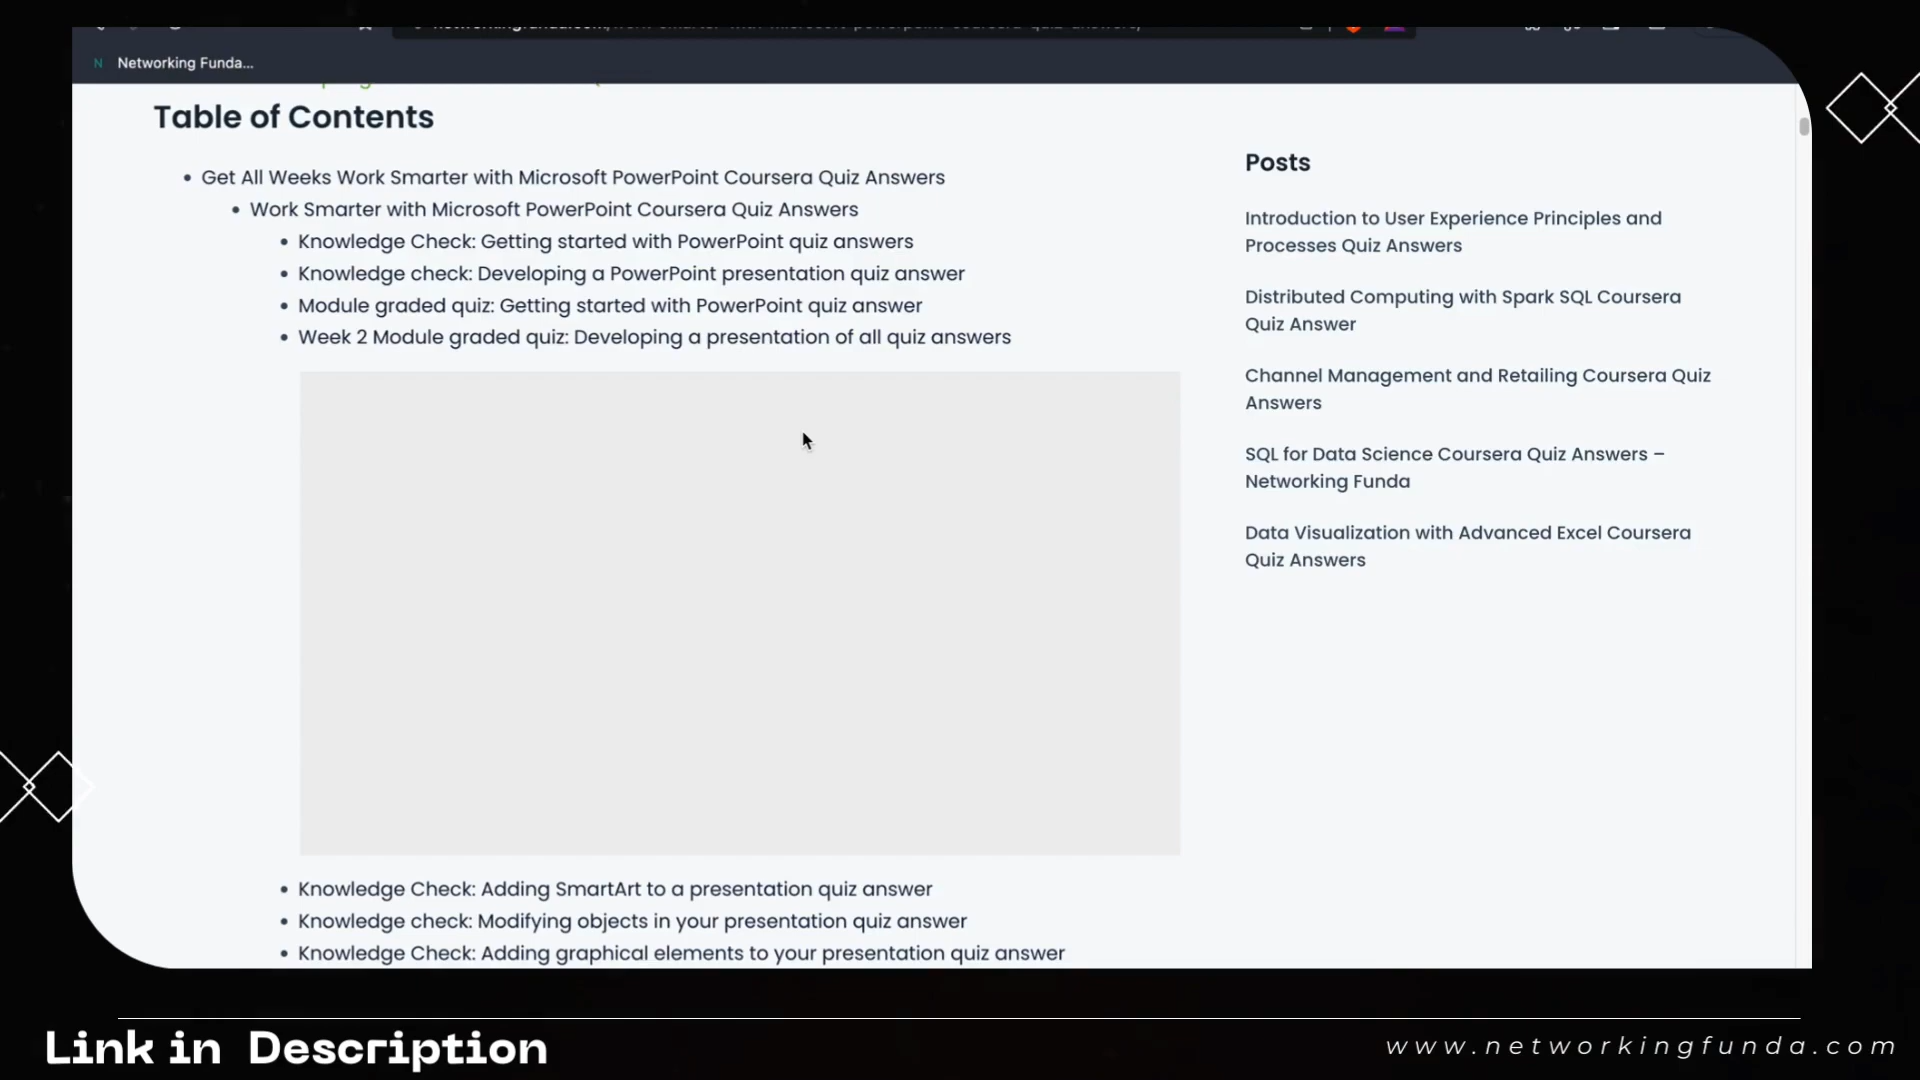 N Networking Funda...
Table of Contents
Get All Weeks Work Smarter with Microsoft PowerPoint Coursera Quiz Answers
Work Smarter with Microsoft PowerPoint Coursera Quiz Answers
Knowledge Check: Getting started with PowerPoint quiz answers
Knowledge check: Developing a PowerPoint presentation quiz answer
Module graded quiz: Getting started with PowerPoint quiz answer
Week 2 Module graded quiz: Developing a presentation of all quiz answers
Knowledge Check: Adding SmartArt to a presentation quiz answer
Knowledge check: Modifying objects in your presentation quiz answer
Knowledge Check: Adding graphical elements to your presentation quiz answer
Posts
Introduction to User Experience Principles and
Processes Quiz Answers
Distributed Computing with Spark SQL Coursera
Quiz Answer
Channel Management and Retailing Coursera Quiz
Answers
SQL for Data Science Coursera Quiz Answers –
Networking Funda
Data Visualization with Advanced Excel Coursera
Quiz Answers
Link in Description
www.networkingfunda.com